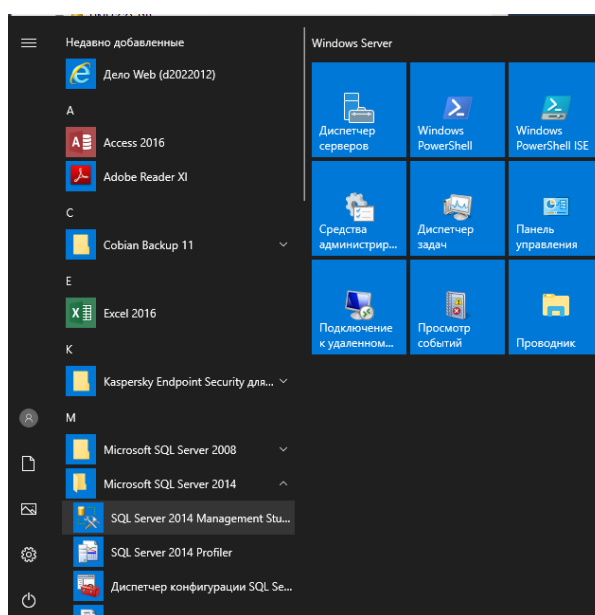 Недавно добавленные
Дело Web (d2022012)
A
Access 2016
Adobe Reader XI
C
Cobian Backup 11
E
Excel 2016
K
Kaspersky Endpoint Security для...
M
Microsoft SQL Server 2008
Microsoft SQL Server 2014
SQL Server 2014 Management Stu...
SQL Server 2014 Profiler
Диспетчер конфигурации SQL Se...
Windows Server
Диспетчер
серверов
Windows
PowerShell
Windows
PowerShell ISE
Средства
администрир...
Диспетчер
задач
Панель
управления
Подключение
к удаленном...
Просмотр
событий
Проводник